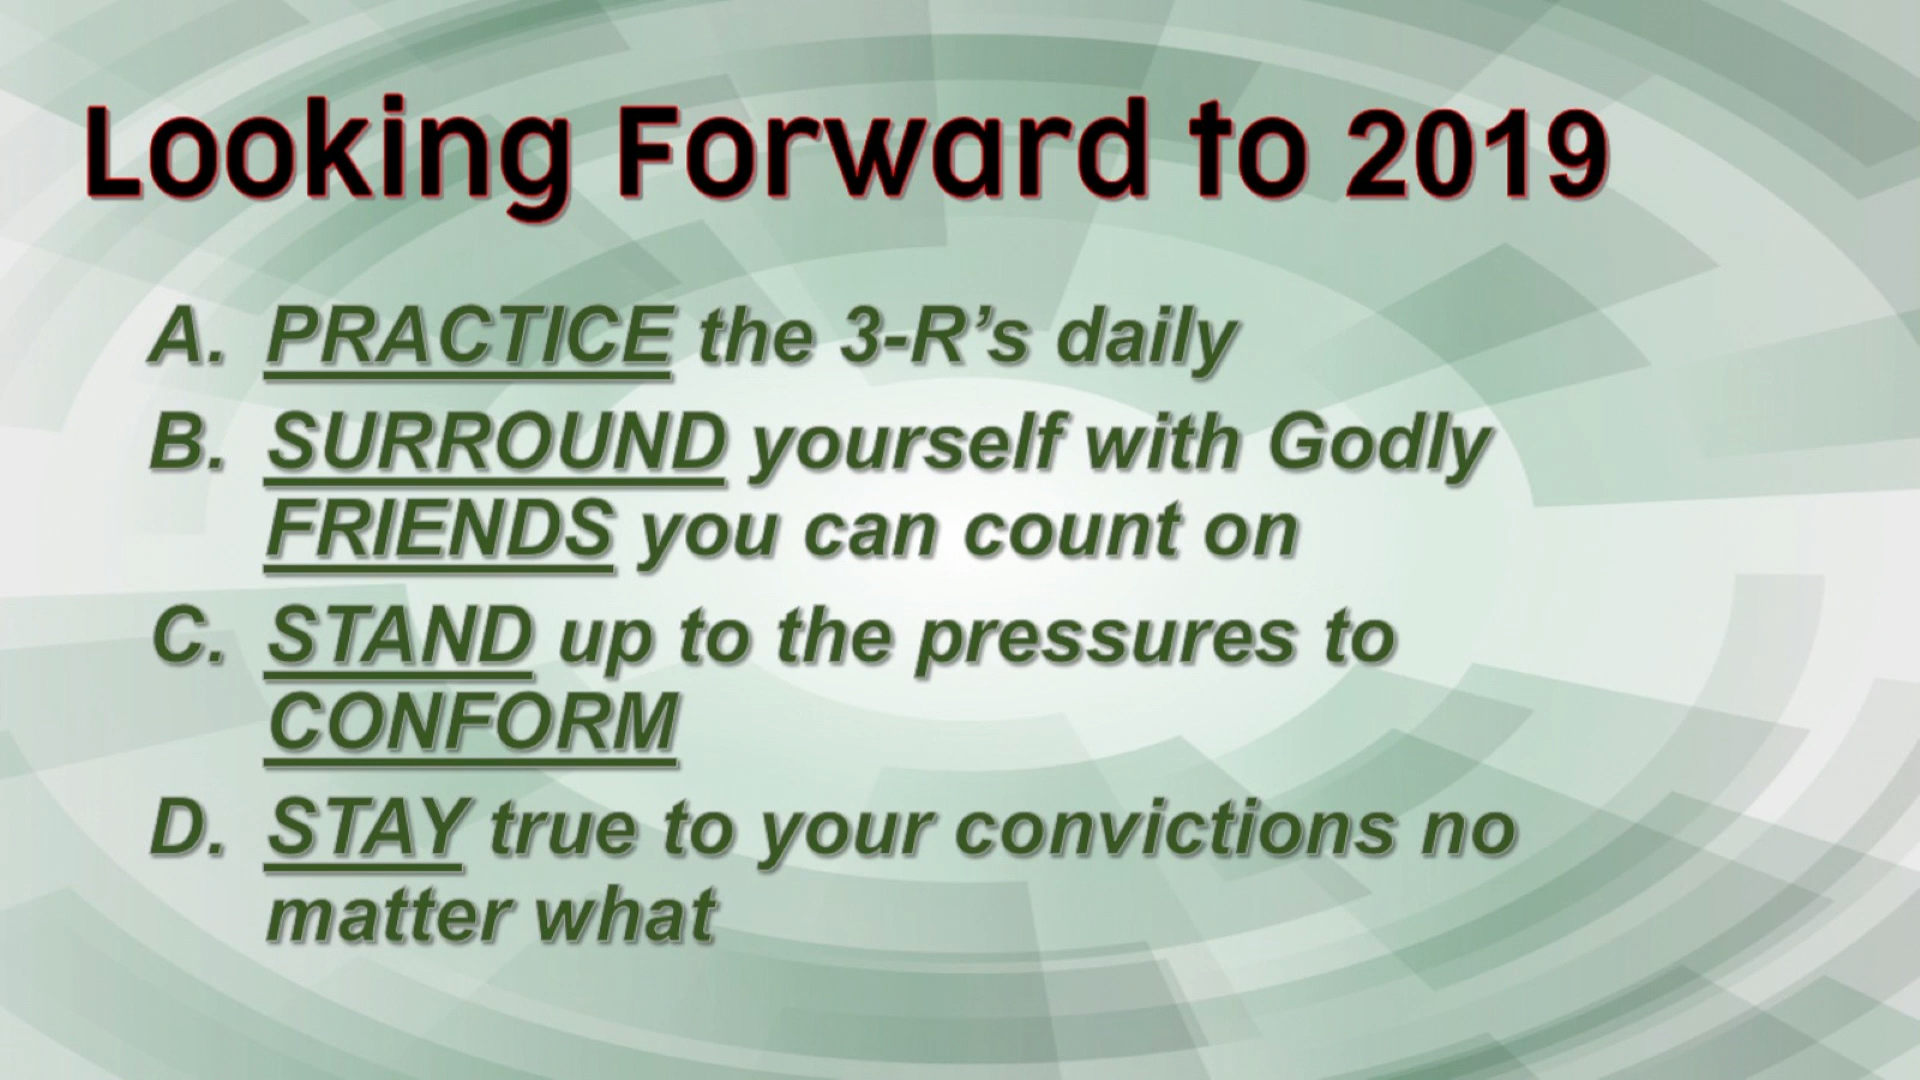 Looking Forward to 2019
A. PRACTICE the 3-R’s daily
B. SURROUND yourself with Godly
FRIENDS you can count on
C. STAND up to the pressures to
CONFORM
D. STAY true to your convictions no
matter what